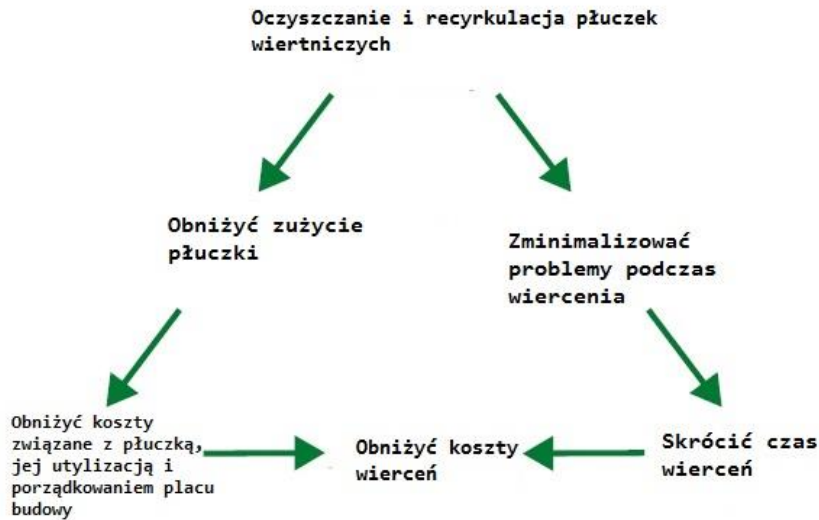 Oczyszczanie i recyrkulacja płuczek
wiertniczych
Obniżyć zużycie
płuczki
Zminimalizować
problemy podczas
wiercenia
Obniżyć koszty
związane z płuczką,
jej utylizacją i
porządkowaniem placu
budowy
Obniżyć koszty
wierceń
Skrócić czas
wierceń